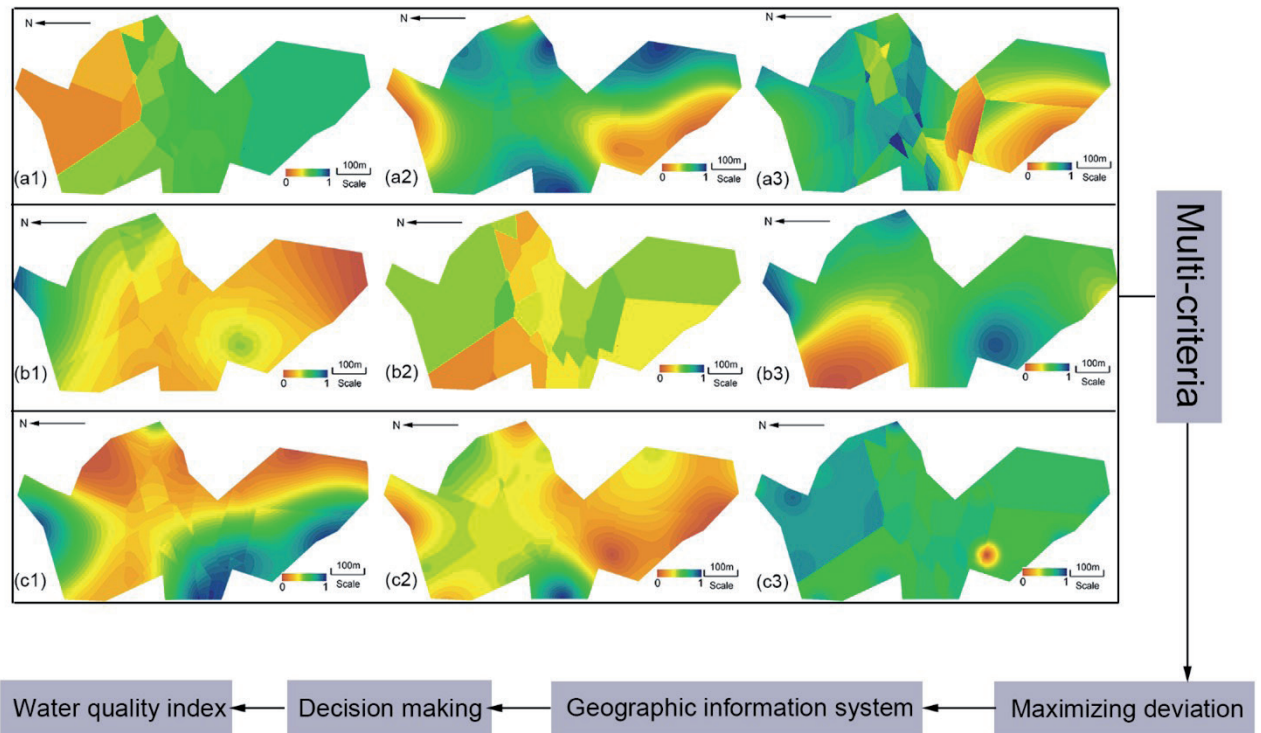 N
(a1)
0 1
100m
Scale
(a2)
0 1
100m
Scale
(a3)
0 1
100m
Scale
N
(b1)
0 1
100m
Scale
(b2)
0 1
100m
Scale
(b3)
0 1
100m
Scale
N
(c1)
0 1
100m
Scale
(c2)
0 1
100m
Scale
(c3)
0 1
100m
Scale
Multi-criteria
Water quality index
Decision making
Geographic information system
Maximizing deviation